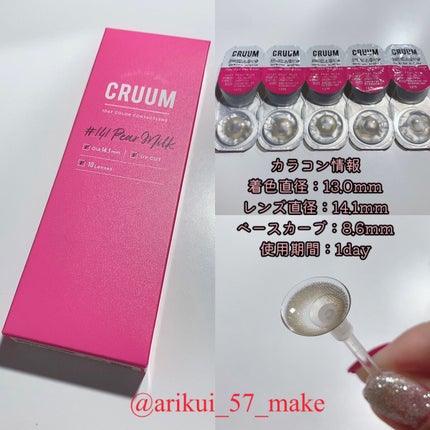 CRUUM
1DAY COLOR CONTACTLENS
#141 Pear Milk
DIA 14.1mm
UV CUT
10 Lenses
CRUUM CRUUM CRUUM CRUUM CRUUM
カラコン情報
着色直径：13.0mm
レンズ直径：14.1mm
ベースカーブ：8.6mm
使用期間：1day
@arikui_57_make